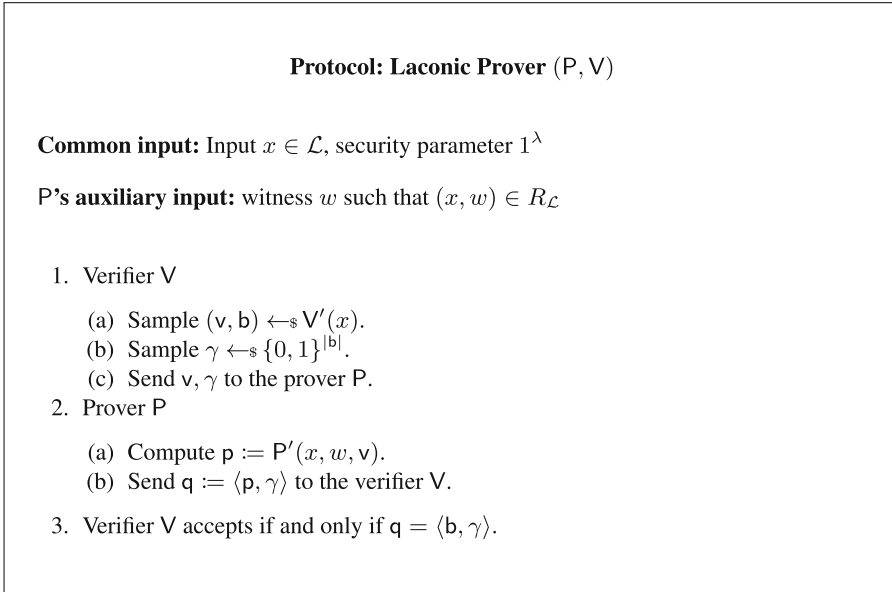 Protocol: Laconic Prover (P, V)
Common input: Input x ∈ ℒ, security parameter 1^λ
P's auxiliary input: witness w such that (x, w) ∈ R_ℒ
1. Verifier V
(a) Sample (v, b) ←$ V′(x).
(b) Sample γ ←$ {0, 1}^|b|.
(c) Send v, γ to the prover P.
2. Prover P
(a) Compute p := P′(x, w, v).
(b) Send q := ⟨p, γ⟩ to the verifier V.
3. Verifier V accepts if and only if q = ⟨b, γ⟩.